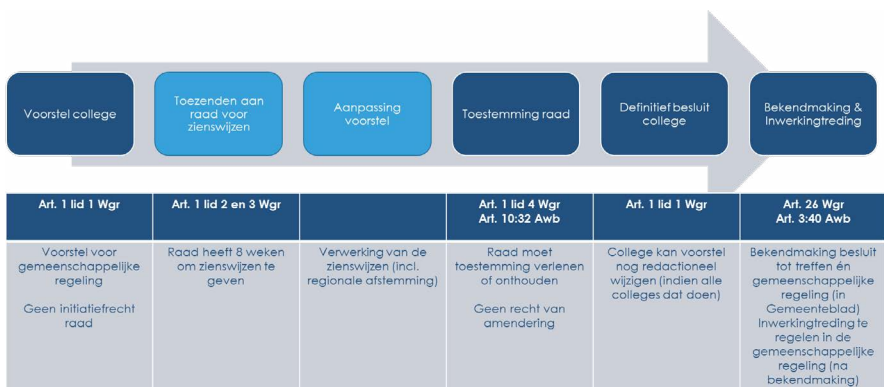 Voorstel college
Toezenden aan
raad voor
zienswijzen
Aanpassing
voorstel
Toestemming raad
Definitief besluit
college
Bekendmaking &
Inwerkingtreding
Art. 1 lid 1 Wgr
Art. 1 lid 2 en 3 Wgr
Art. 1 lid 4 Wgr
Art. 10:32 Awb
Art. 1 lid 1 Wgr
Art. 26 Wgr
Art. 3:40 Awb
Voorstel voor
gemeenschappelijke
regeling
Geen initiatiefrecht
raad
Raad heeft 8 weken
om zienswijzen te
geven
Verwerking van de
zienswijzen (incl.
regionale afstemming)
Raad moet
toestemming verlenen
of onthouden
Geen recht van
amendering
College kan voorstel
nog redactioneel
wijzigen (indien alle
colleges dat doen)
Bekendmaking besluit
tot treffen én
gemeenschappelijke
regeling (in
Gemeenteblad)
Inwerkingtreding te
regelen in de
gemeenschappelijke
regeling (na
bekendmaking)